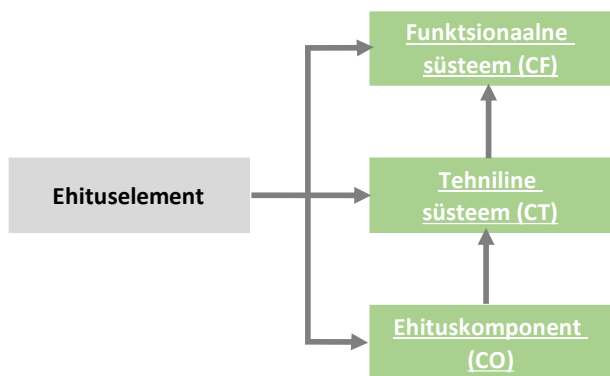 Funktsionaalne
süsteem (CF)
Ehituselement
Tehniline
süsteem (CT)
Ehituskomponent
(CO)